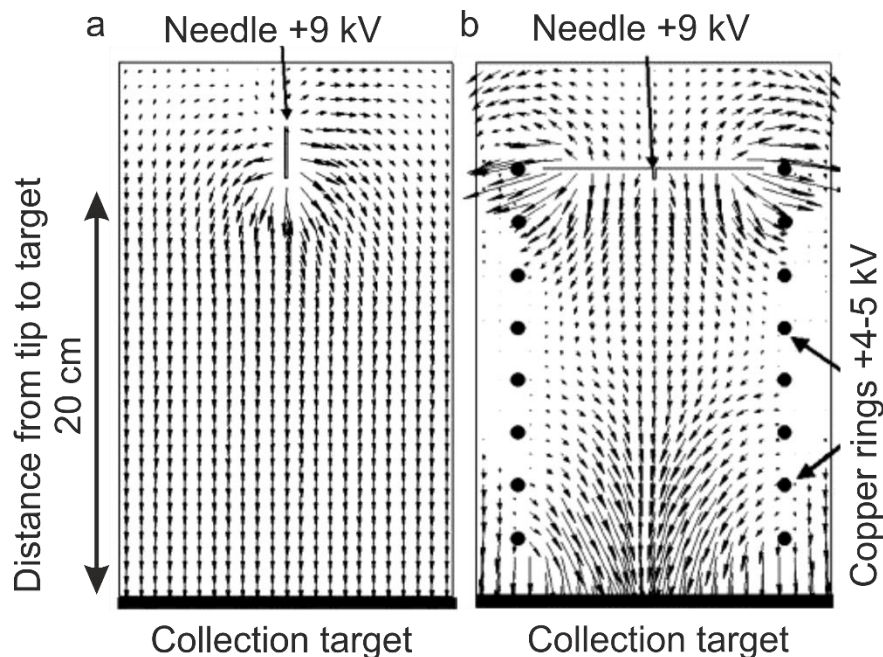 a
Needle +9 kV
b
Needle +9 kV
Distance from tip to target
20 cm
Copper rings +4-5 kV
Collection target
Collection target